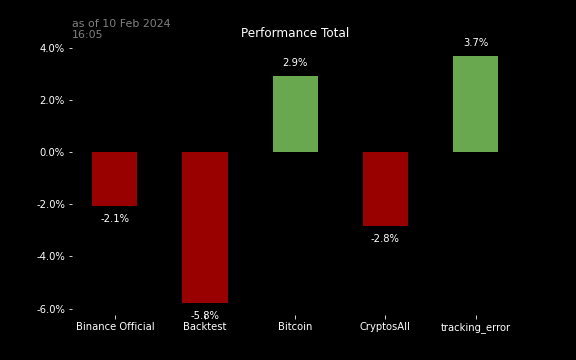 as of 10 Feb 2024
16:05
Performance Total
4.0%
2.0%
0.0%
-2.0%
-4.0%
-6.0%
-2.1%
-5.8%
2.9%
-2.8%
3.7%
Binance Official
Backtest
Bitcoin
CryptosAll
tracking_error